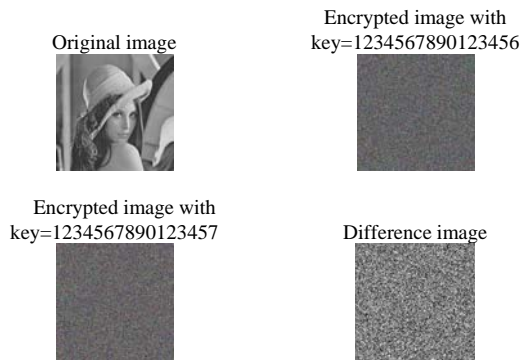 Original image
Encrypted image with
key=1234567890123456
Encrypted image with
key=1234567890123457
Difference image